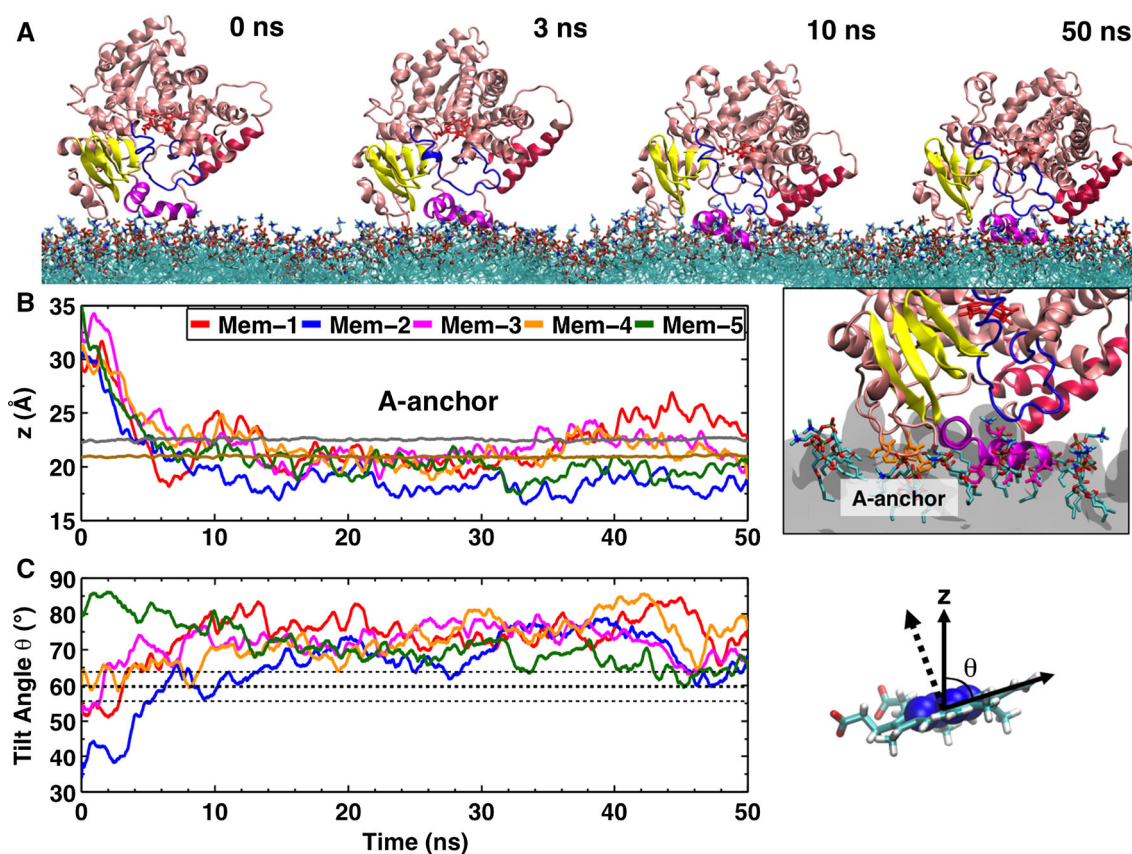 A
0 ns 3 ns 10 ns 50 ns
B
35
30
25
20
15
z (Å)
Mem–1 Mem–2 Mem–3 Mem–4 Mem–5
A-anchor
0 10 20 30 40 50
A-anchor
C
90
80
70
60
50
40
30
Tilt Angle θ (°)
0 10 20 30 40 50
Time (ns)
z
θ